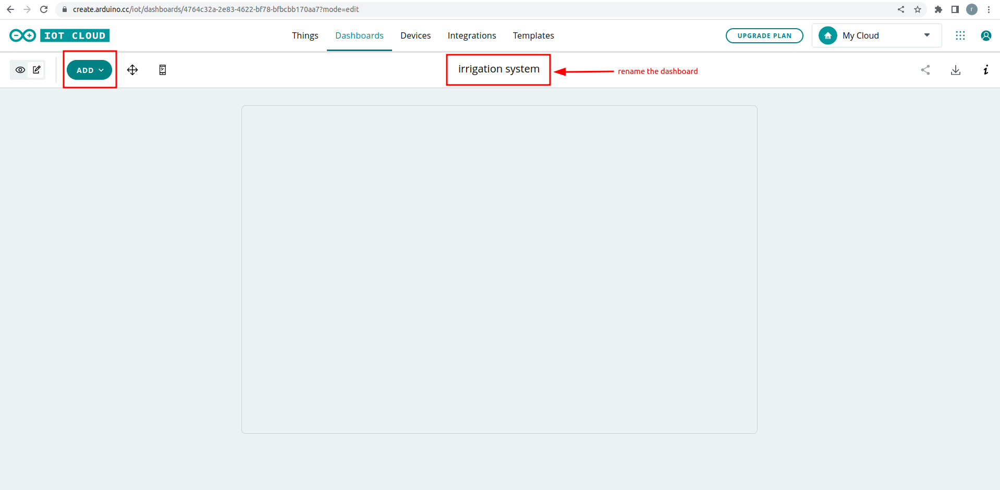 create.arduino.cc/iot/dashboards/4764c32a-2e83-4622-bf78-bfbcbb170aa7?mode=edit
r
IOT CLOUD
Things
Dashboards
Devices
Integrations
Templates
UPGRADE PLAN
My Cloud
ADD
irrigation system
rename the dashboard
i